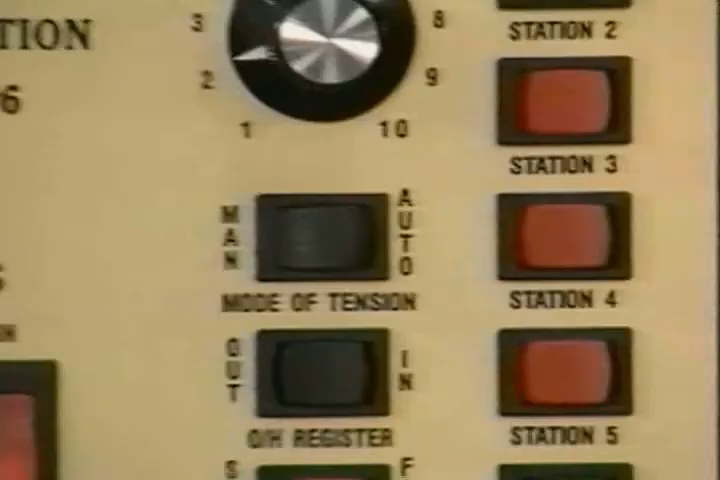 3
8
TION
STATION 2
2
9
6
1
10
STATION 3
MAN
AUTO
MODE OF TENSION
STATION 4
OUT
IN
O/H REGISTER
STATION 5
S
F